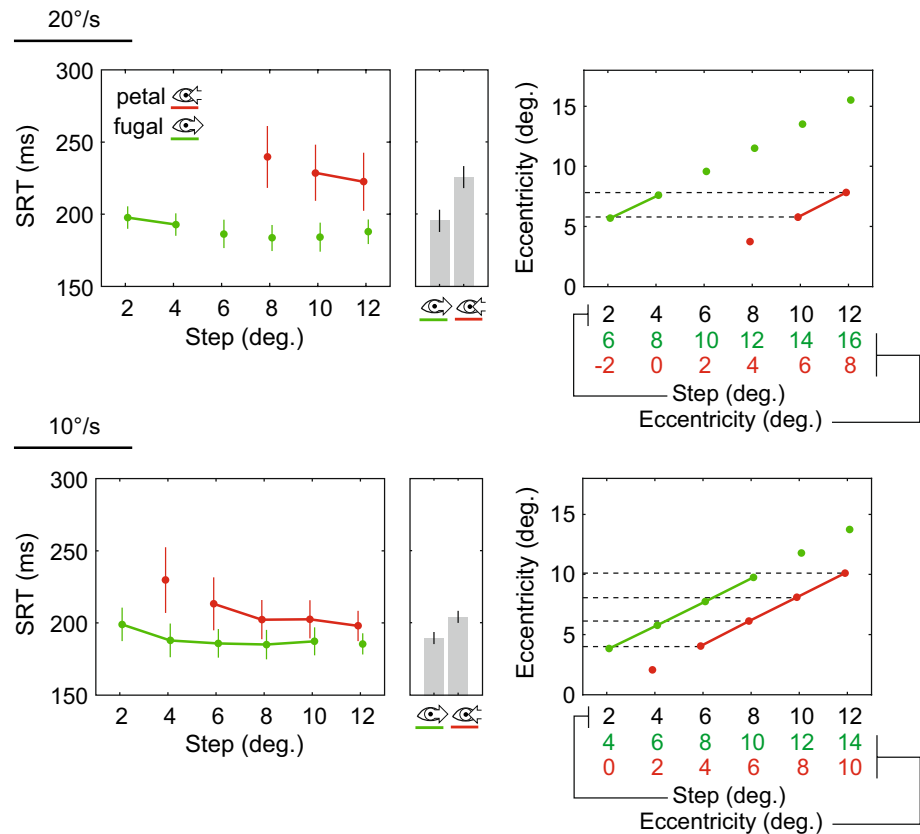 20°/s
300
250
200
150
SRT (ms)
petal
fugal
2 4 6 8 10 12
Step (deg.)
15
10
5
0
Eccentricity (deg.)
2 4 6 8 10 12
6 8 10 12 14 16
-2 0 2 4 6 8
Step (deg.)
Eccentricity (deg.)
10°/s
300
250
200
150
SRT (ms)
2 4 6 8 10 12
Step (deg.)
15
10
5
0
Eccentricity (deg.)
2 4 6 8 10 12
4 6 8 10 12 14
0 2 4 6 8 10
Step (deg.)
Eccentricity (deg.)